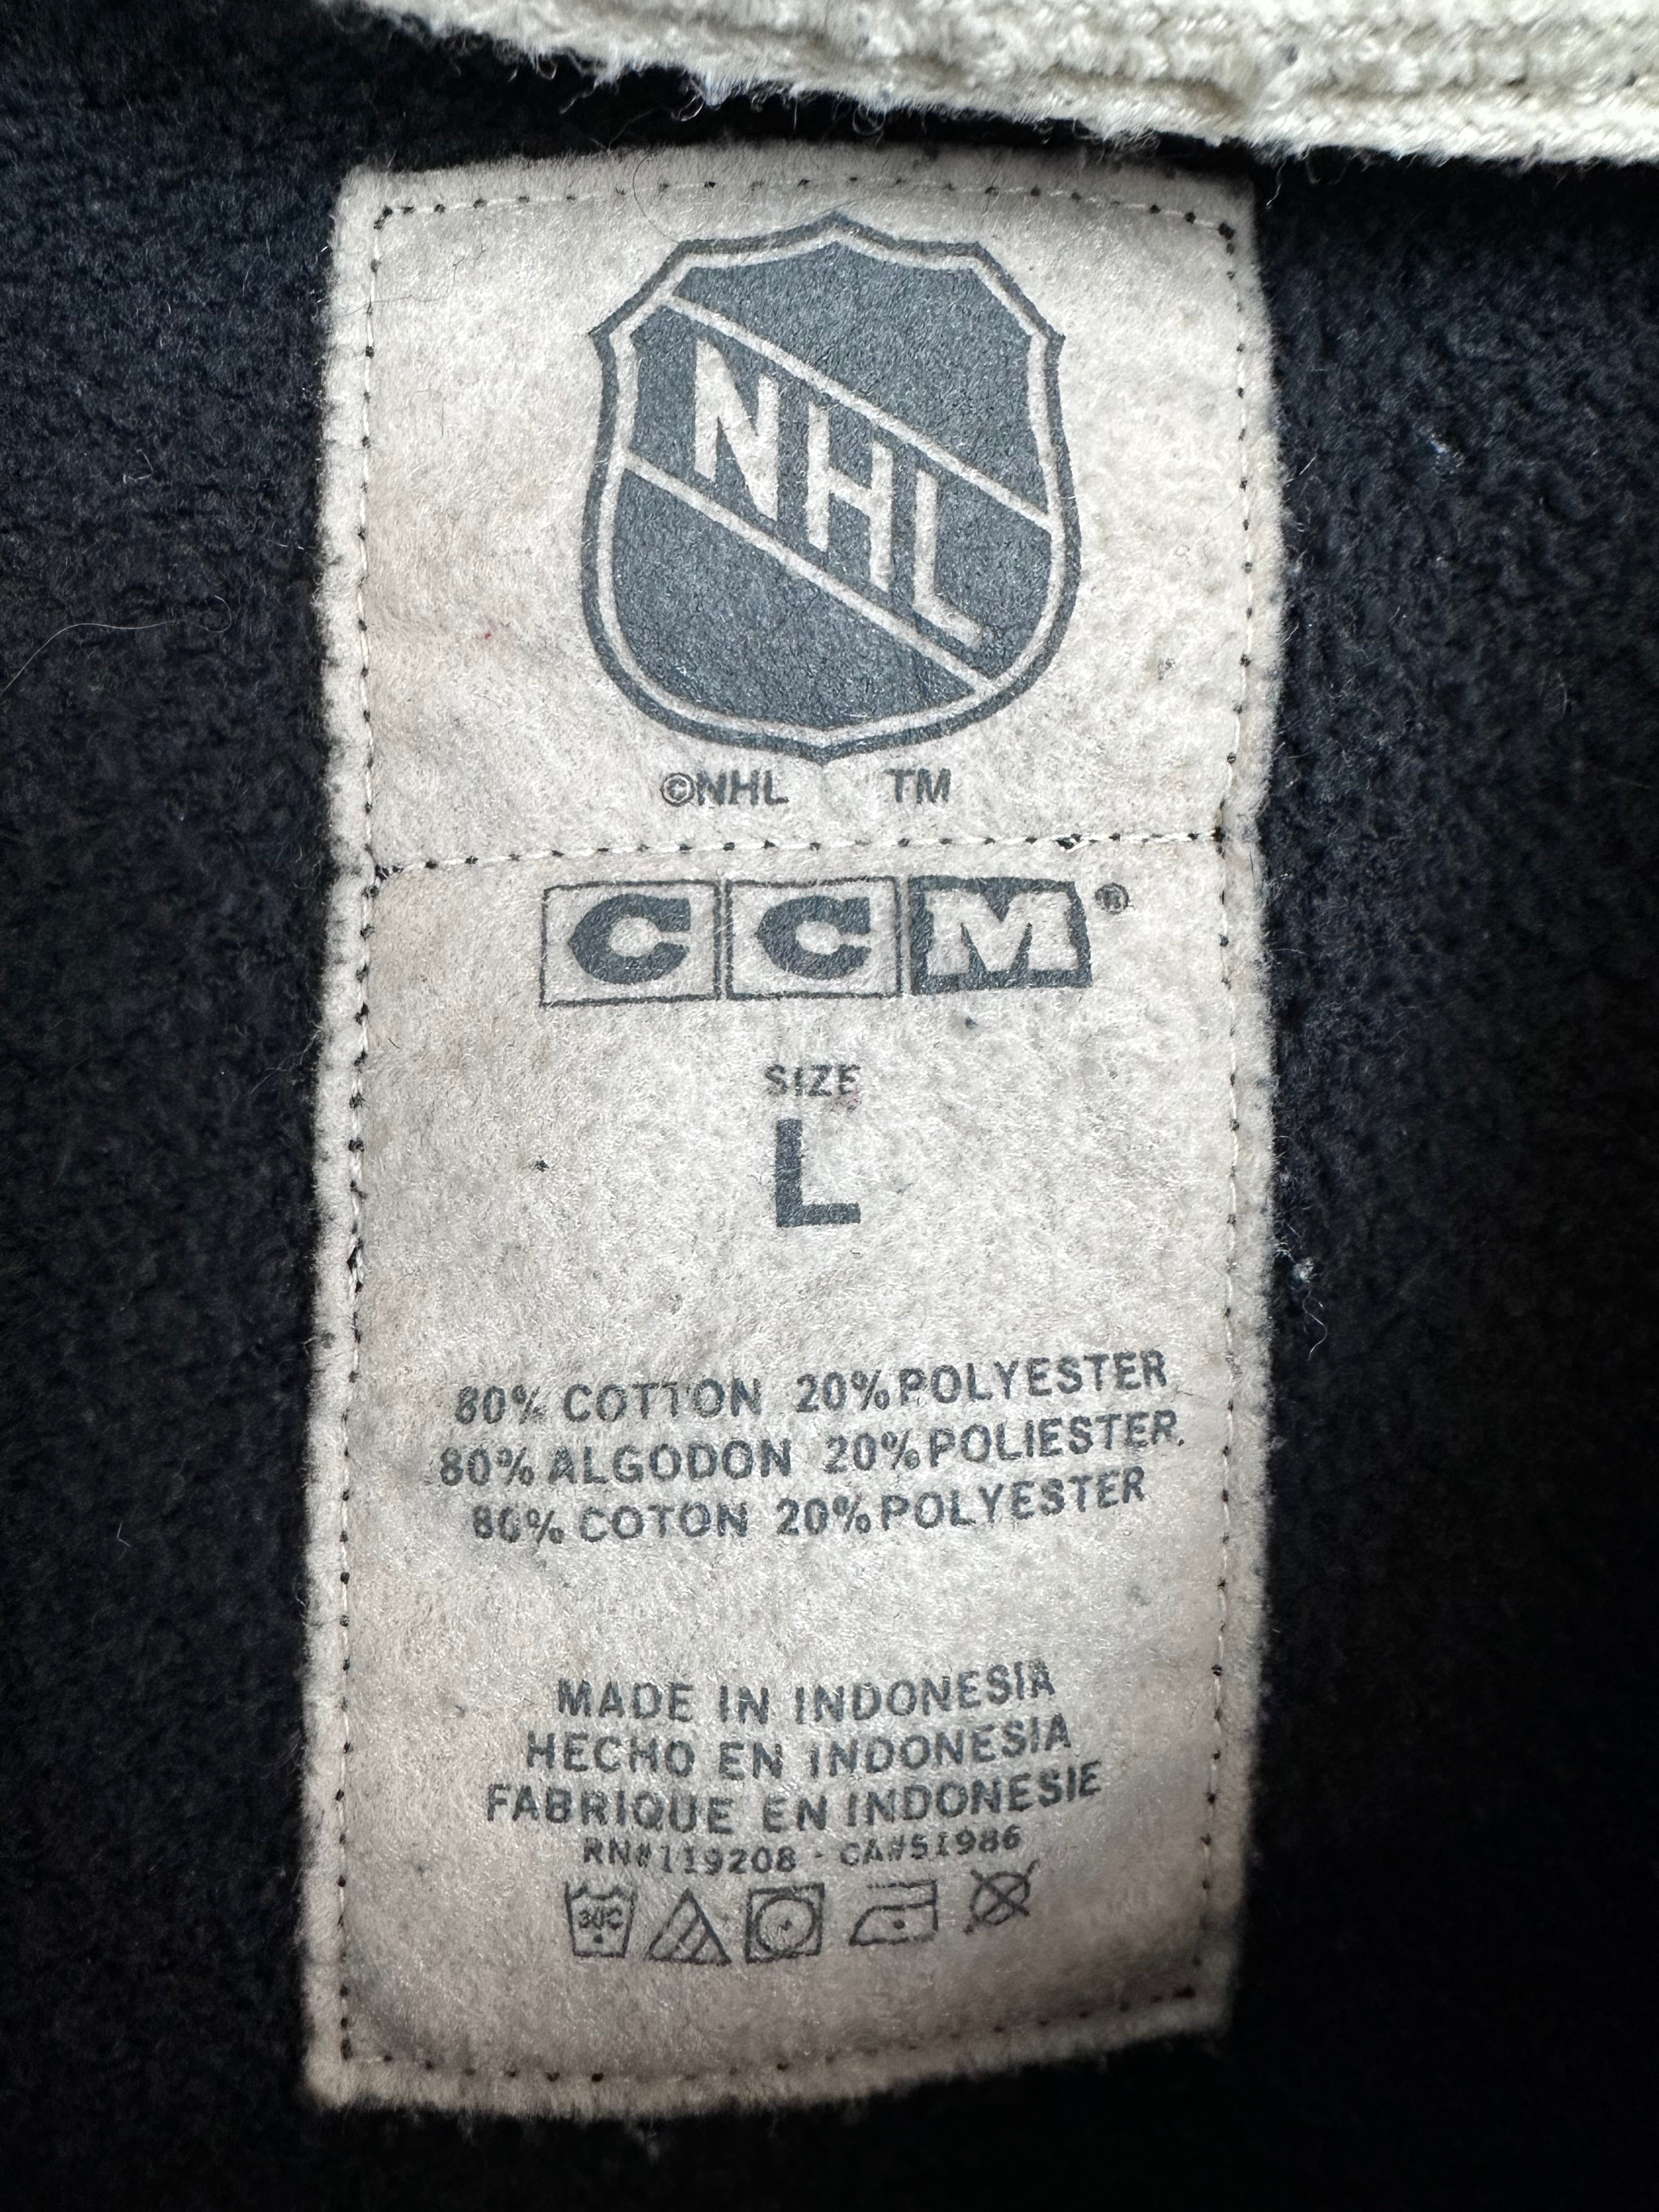 NHL
©NHL TM
CCM®
SIZE
L
80% COTTON 20% POLYESTER
80% ALGODON 20% POLIESTER
80% COTON 20% POLYESTER
MADE IN INDONESIA
HECHO EN INDONESIA
FABRIQUE EN INDONESIE
RN#119208 · CA#51986
30C